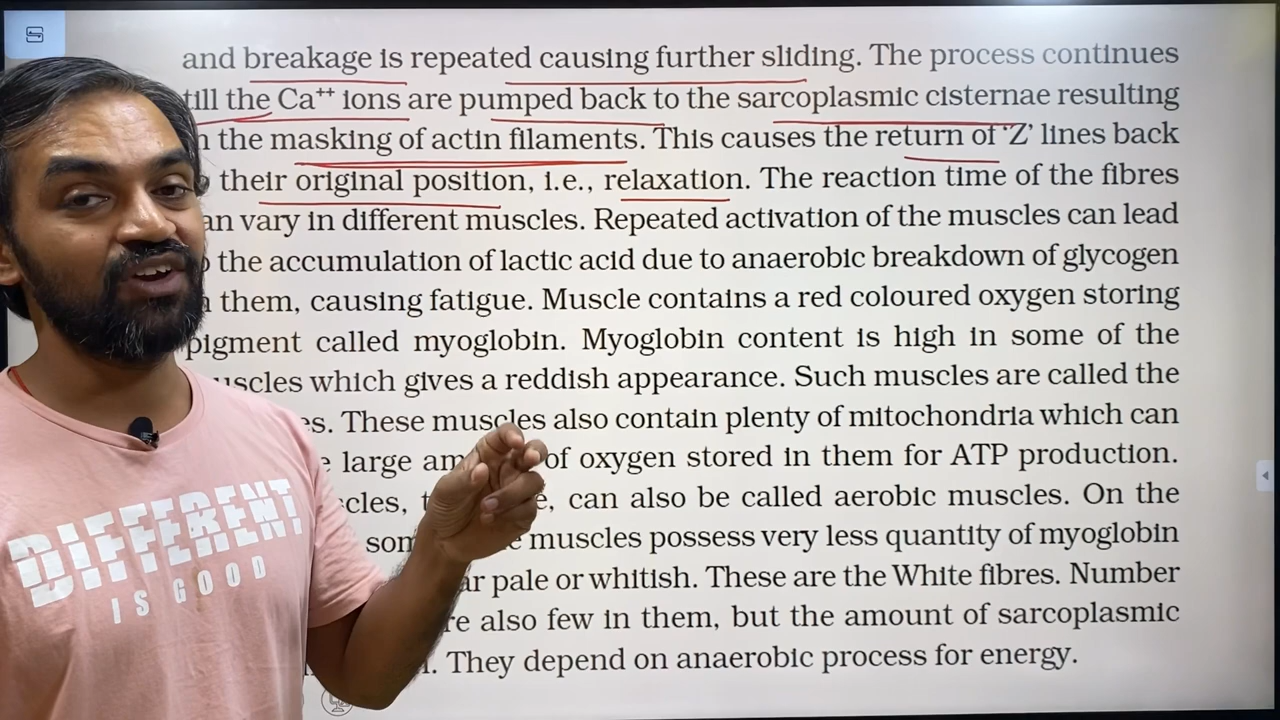 and breakage is repeated causing further sliding. The process continues
till the Ca⁺⁺ ions are pumped back to the sarcoplasmic cisternae resulting
the masking of actin filaments. This causes the return of ‘Z’ lines back
their original position, i.e., relaxation. The reaction time of the fibres
vary in different muscles. Repeated activation of the muscles can lead
the accumulation of lactic acid due to anaerobic breakdown of glycogen
them, causing fatigue. Muscle contains a red coloured oxygen storing
pigment called myoglobin. Myoglobin content is high in some of the
muscles which gives a reddish appearance. Such muscles are called the
These muscles also contain plenty of mitochondria which can
large of oxygen stored in them for ATP production.
can also be called aerobic muscles. On the
muscles possess very less quantity of myoglobin
pale or whitish. These are the White fibres. Number
also few in them, but the amount of sarcoplasmic
They depend on anaerobic process for energy.
DIFFERENT
IS GOOD